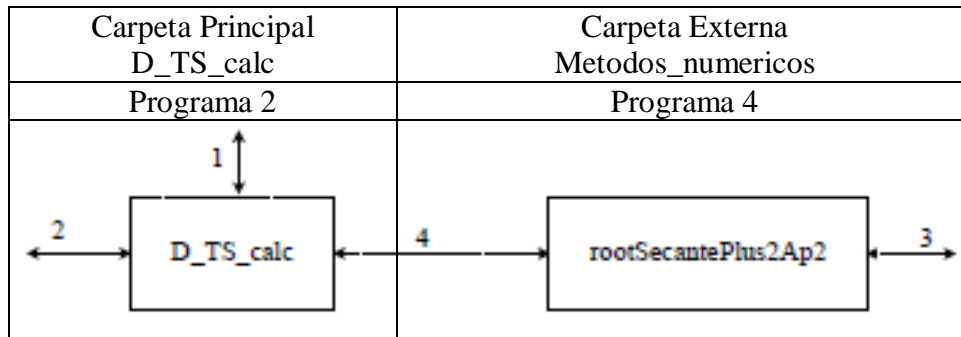 Carpeta Principal
D_TS_calc
Carpeta Externa
Metodos_numericos
Programa 2
Programa 4
1
2
D_TS_calc
4
rootSecantePlus2Ap2
3